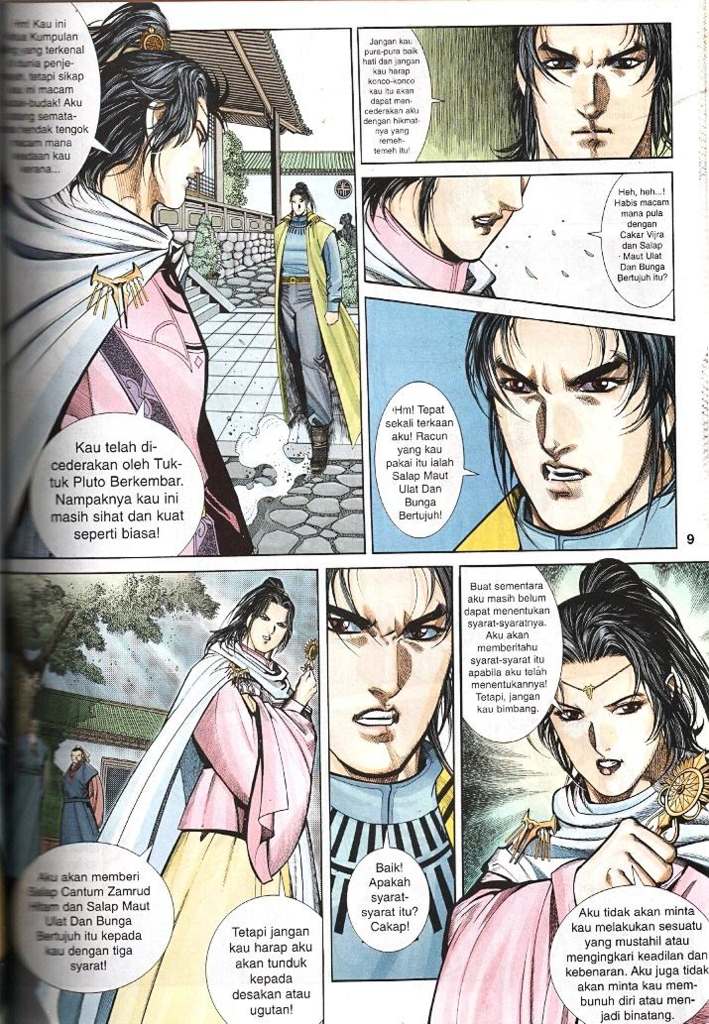 Hm! Kau ini
Kumpulan
yang terkenal
dunia penje-
tetapi sikap
macam
-budak! Aku
semata-
hendak tengok
macam mana
keadaan kau
Jangan kau
pura-pura baik
hati dan jangan
kau harap
konco-konco
kau itu akan
dapat men-
cederakan aku
dengan hikmat-
nya yang
remeh-
temeh itu!
Heh, heh...!
Habis macam
mana pula
dengan
Cakar Vijra
dan Salap
Maut Ulat
Dan Bunga
Bertujuh itu?
Kau telah di-
cederakan oleh Tuk-
tuk Pluto Berkembar.
Nampaknya kau ini
masih sihat dan kuat
seperti biasa!
Hm! Tepat
sekali terkaan
aku! Racun
yang kau
pakai itu ialah
Salap Maut
Ulat Dan
Bunga
Bertujuh!
9
Aku akan memberi
Salap Cantum Zamrud
Hitam dan Salap Maut
Ulat Dan Bunga
Bertujuh itu kepada
kau dengan tiga
syarat!
Tetapi jangan
kau harap aku
akan tunduk
kepada
desakan atau
ugutan!
Baik!
Apakah
syarat-
syarat itu?
Cakap!
Buat sementara
aku masih belum
dapat menentukan
syarat-syaratnya.
Aku akan
memberitahu
syarat-syarat itu
apabila aku telah
menentukannya!
Tetapi, jangan
kau bimbang.
Aku tidak akan minta
kau melakukan sesuatu
yang mustahil atau
mengingkari keadilan dan
kebenaran. Aku juga tidak
akan minta kau mem-
bunuh diri atau men-
jadi binatang.